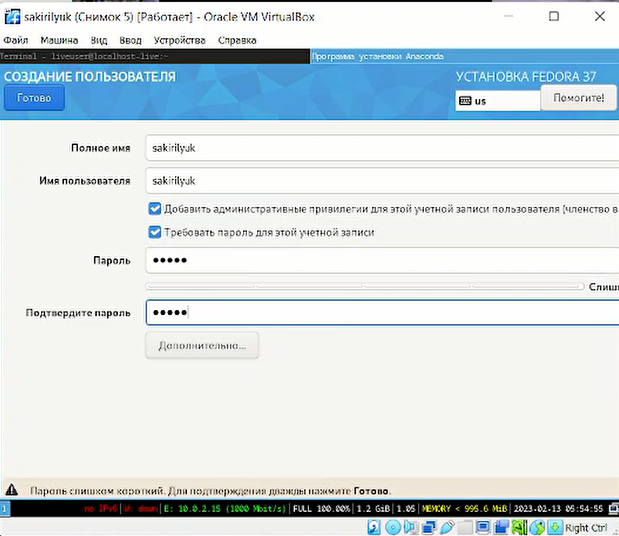 sakirilyuk (Снимок 5) [Работает] - Oracle VM VirtualBox
Файл Машина Вид Ввод Устройства Справка
Terminal - liveuser@localhost-live:~ Программа установки Anaconda
СОЗДАНИЕ ПОЛЬЗОВАТЕЛЯ УСТАНОВКА FEDORA 37
Готово us Помогите!
Полное имя sakirilyuk
Имя пользователя sakirilyuk
Добавить административные привилегии для этой учетной записи пользователя (членство в
Требовать пароль для этой учетной записи
Пароль •••••
Слиш
Подтвердите пароль •••••
Дополнительно...
Пароль слишком короткий. Для подтверждения дважды нажмите Готово.
1 no IPv6 W: down E: 10.0.2.15 (1000 Mbit/s) FULL 100.00% 1.2 GiB 1.05 MEMORY < 995.6 MiB 2023-02-13 05:54:55
Right Ctrl